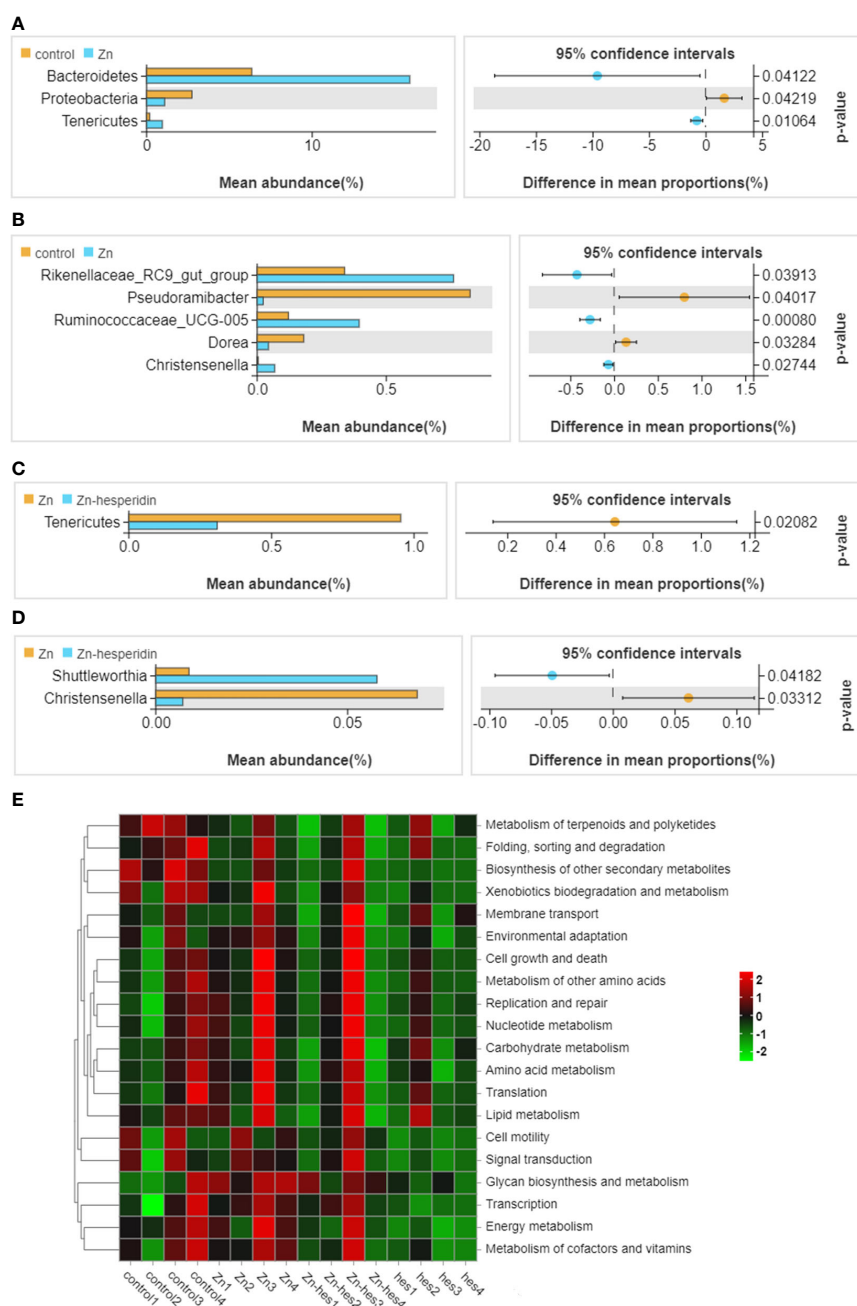 A
control Zn
Bacteroidetes
Proteobacteria
Tenericutes
0 10
Mean abundance(%)
95% confidence intervals
0.04122
0.04219
0.01064
p-value
-20 -15 -10 -5 0 4.2
Difference in mean proportions(%)
B
control Zn
Rikenellaceae_RC9_gut_group
Pseudoramibacter
Ruminococcaceae_UCG-005
Dorea
Christensenella
0.0 0.5
Mean abundance(%)
95% confidence intervals
0.03913
0.04017
0.00080
0.03284
0.02744
p-value
-0.5 0.0 0.5 1.0 1.5
Difference in mean proportions(%)
C
Zn Zn-hesperidin
Tenericutes
0.0 0.5 1.0
Mean abundance(%)
95% confidence intervals
0.02082
p-value
0.2 0.4 0.6 0.8 1.0 1.2
Difference in mean proportions(%)
D
Zn Zn-hesperidin
Shuttleworthia
Christensenella
0.00 0.05
Mean abundance(%)
95% confidence intervals
0.04182
0.03312
p-value
-0.10 -0.05 0.00 0.05 0.10
Difference in mean proportions(%)
E
Metabolism of terpenoids and polyketides
Folding, sorting and degradation
Biosynthesis of other secondary metabolites
Xenobiotics biodegradation and metabolism
Membrane transport
Environmental adaptation
Cell growth and death
Metabolism of other amino acids
Replication and repair
Nucleotide metabolism
Carbohydrate metabolism
Amino acid metabolism
Translation
Lipid metabolism
Cell motility
Signal transduction
Glycan biosynthesis and metabolism
Transcription
Energy metabolism
Metabolism of cofactors and vitamins
2
1
0
-1
-2
control1 control2 control3 control4 Zn1 Zn2 Zn3 Zn4 Zn-hes1 Zn-hes2 Zn-hes3 Zn-hes4 hes1 hes2 hes3 hes4